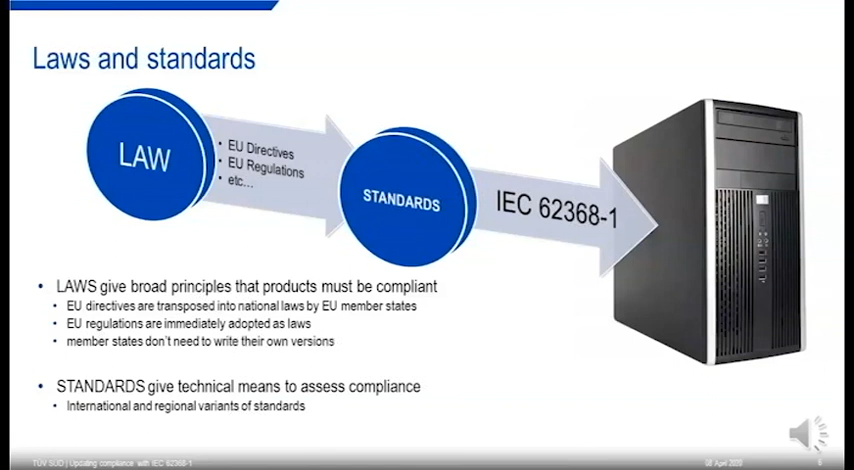 Laws and standards
LAW
• EU Directives
• EU Regulations
• etc...
STANDARDS
IEC 62368-1
• LAWS give broad principles that products must be compliant
• EU directives are transposed into national laws by EU member states
• EU regulations are immediately adopted as laws
• member states don't need to write their own versions
• STANDARDS give technical means to assess compliance
• International and regional variants of standards
TÜV SÜD | Updating compliance with IEC 62368-1